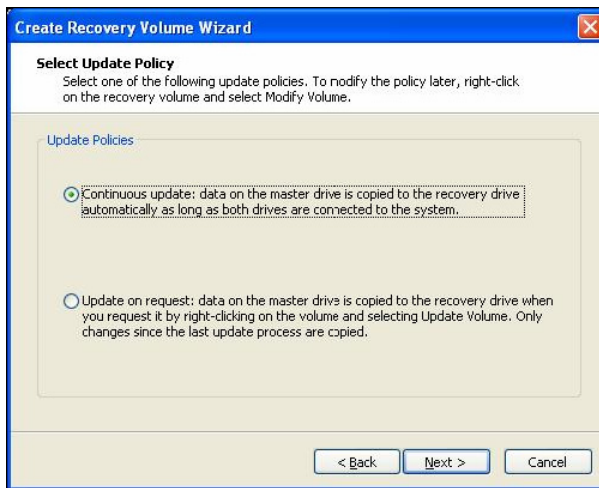 Create Recovery Volume Wizard
Select Update Policy
Select one of the following update policies. To modify the policy later, right-click
on the recovery volume and select Modify Volume.
Update Policies
Continuous update: data on the master drive is copied to the recovery drive
automatically as long as both drives are connected to the system.
Update on request: data on the master drive is copied to the recovery drive when
you request it by right-clicking on the volume and selecting Update Volume. Only
changes since the last update process are copied.
< Back
Next >
Cancel